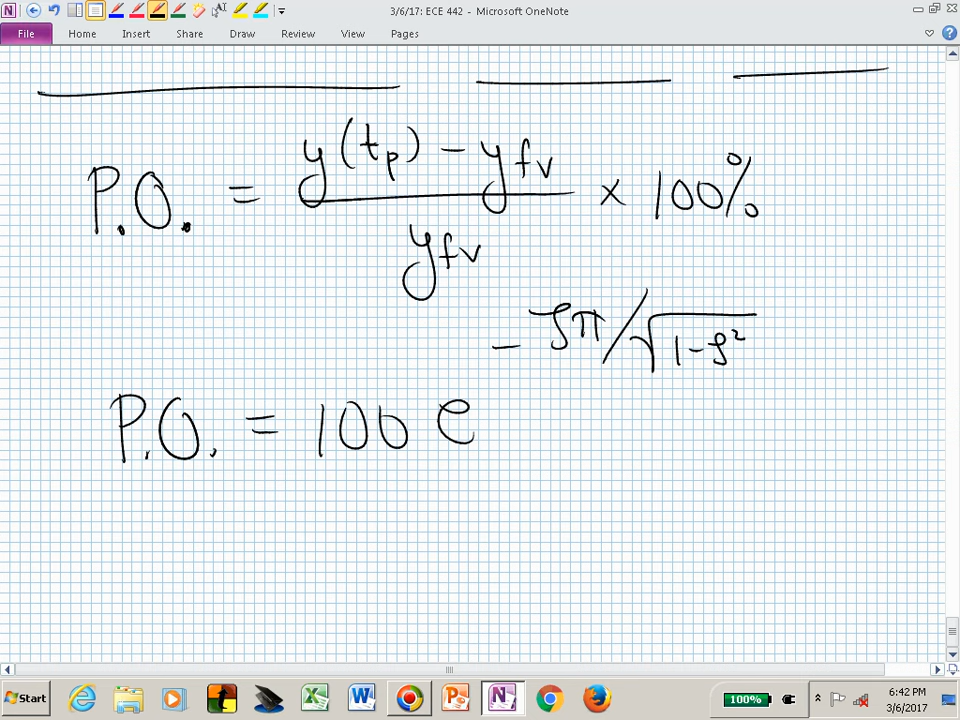 3/6/17: ECE 442 - Microsoft OneNote
File Home Insert Share Draw Review View Pages
P.O. = (y(tp) - yfv) / yfv × 100%
P.O. = 100 e^(-ζπ/√(1-ζ²))
Start
100%
6:42 PM
3/6/2017